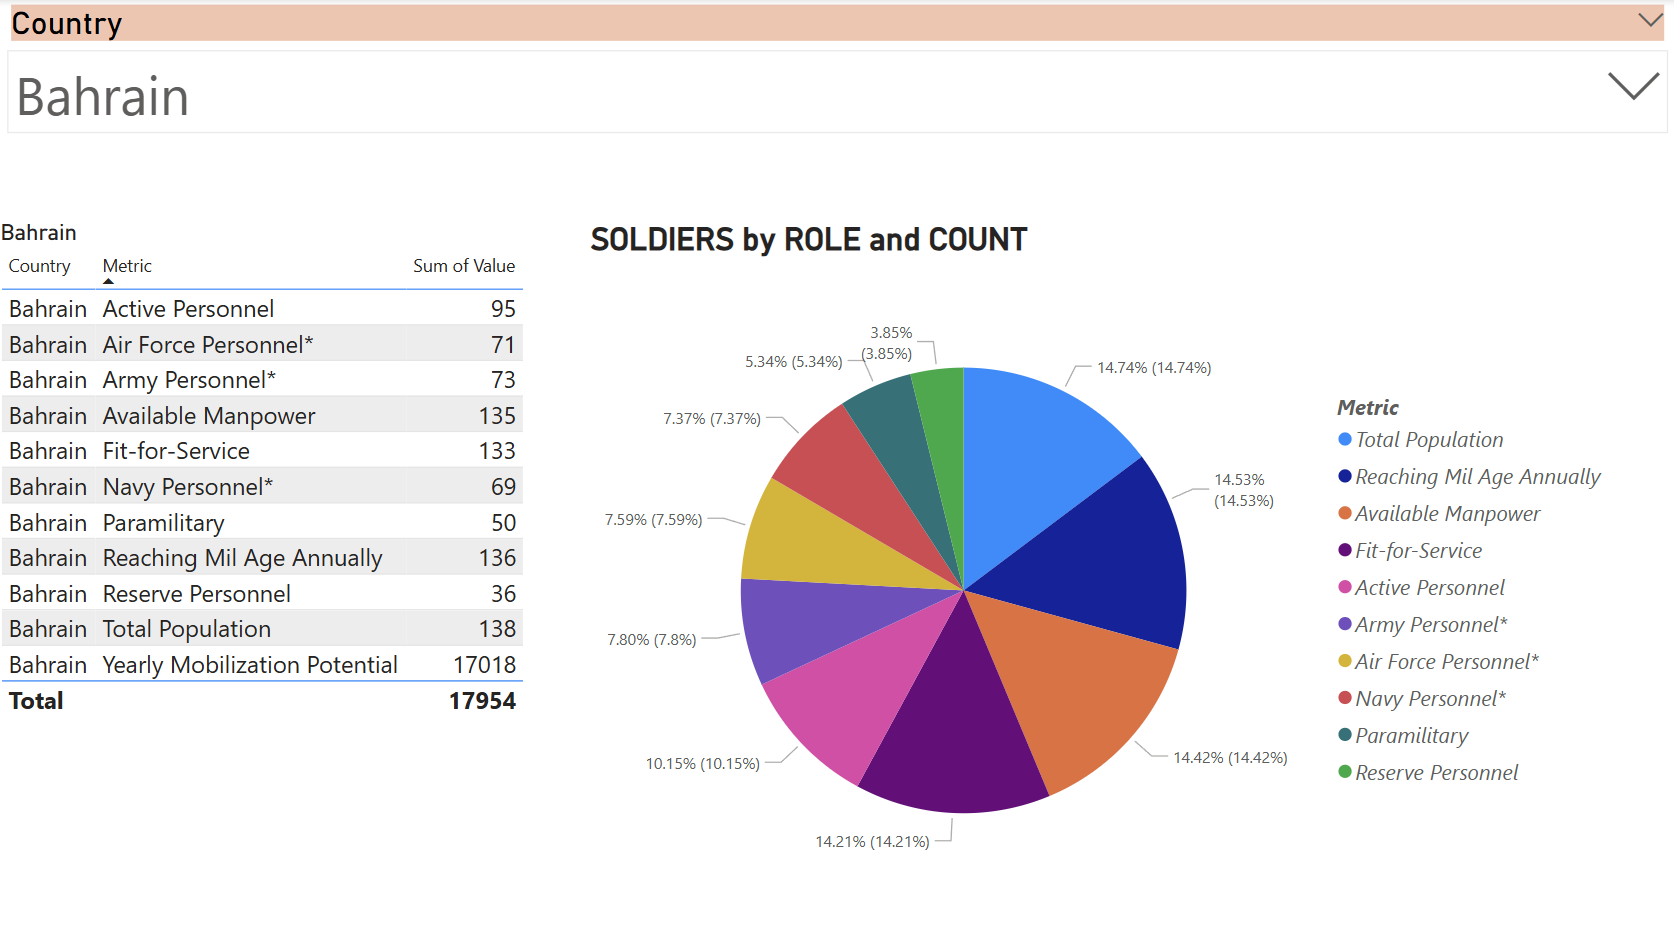 Country
Bahrain
Bahrain
Country Metric Sum of Value
Bahrain Active Personnel 95
Bahrain Air Force Personnel* 71
Bahrain Army Personnel* 73
Bahrain Available Manpower 135
Bahrain Fit-for-Service 133
Bahrain Navy Personnel* 69
Bahrain Paramilitary 50
Bahrain Reaching Mil Age Annually 136
Bahrain Reserve Personnel 36
Bahrain Total Population 138
Bahrain Yearly Mobilization Potential 17018
Total 17954
SOLDIERS by ROLE and COUNT
3.85%
(3.85%)
5.34% (5.34%)
14.74% (14.74%)
7.37% (7.37%)
14.53%
(14.53%)
7.59% (7.59%)
7.80% (7.8%)
10.15% (10.15%)
14.42% (14.42%)
14.21% (14.21%)
Metric
Total Population
Reaching Mil Age Annually
Available Manpower
Fit-for-Service
Active Personnel
Army Personnel*
Air Force Personnel*
Navy Personnel*
Paramilitary
Reserve Personnel